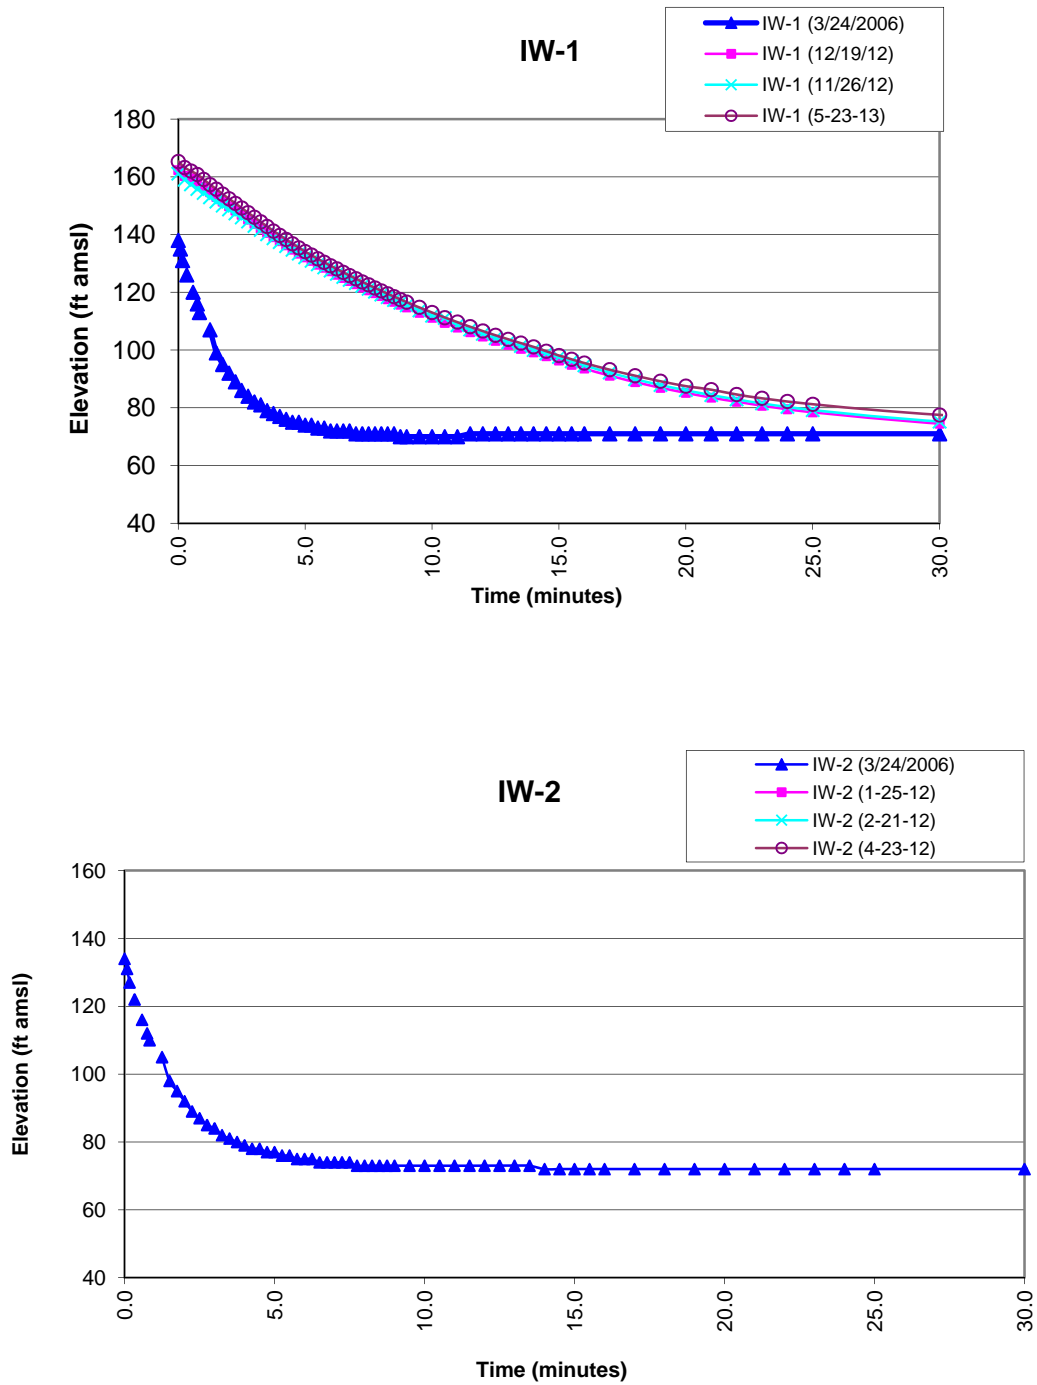 IW-1
IW-1 (3/24/2006)
IW-1 (12/19/12)
IW-1 (11/26/12)
IW-1 (5-23-13)
180
160
140
120
100
80
60
40
Elevation (ft amsl)
0.0 5.0 10.0 15.0 20.0 25.0 30.0
Time (minutes)
IW-2
IW-2 (3/24/2006)
IW-2 (1-25-12)
IW-2 (2-21-12)
IW-2 (4-23-12)
160
140
120
100
80
60
40
Elevation (ft amsl)
0.0 5.0 10.0 15.0 20.0 25.0 30.0
Time (minutes)